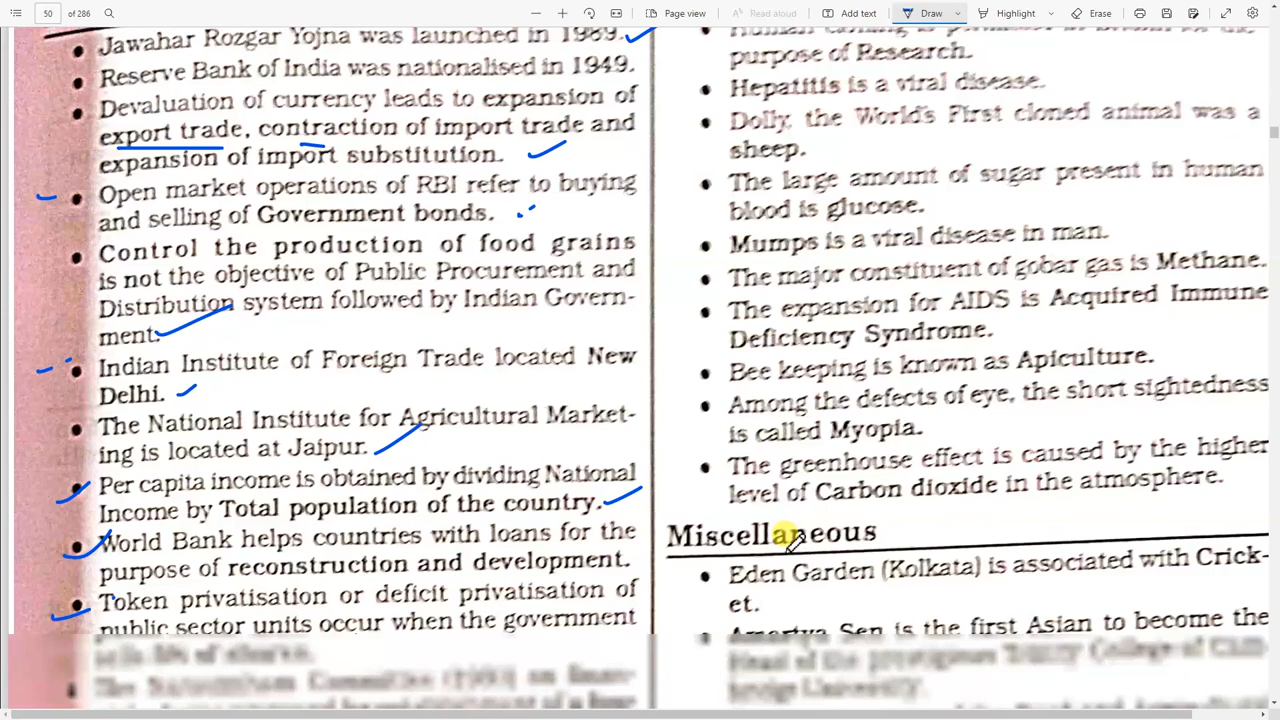 50 of 286
Page view
Read aloud
Add text
Draw
Highlight
Erase
Jawahar Rozgar Yojna was launched in 1989.
Reserve Bank of India was nationalised in 1949.
Devaluation of currency leads to expansion of
export trade, contraction of import trade and
expansion of import substitution.
Open market operations of RBI refer to buying
and selling of Government bonds.
Control the production of food grains
is not the objective of Public Procurement and
Distribution system followed by Indian Govern-
ment.
Indian Institute of Foreign Trade located New
Delhi.
The National Institute for Agricultural Market-
ing is located at Jaipur.
Per capita income is obtained by dividing National
Income by Total population of the country.
World Bank helps countries with loans for the
purpose of reconstruction and development.
Token privatisation or deficit privatisation of
public sector units occur when the government
purpose of Research.
Hepatitis is a viral disease.
Dolly, the World's First cloned animal was a
sheep.
The large amount of sugar present in human
blood is glucose.
Mumps is a viral disease in man.
The major constituent of gobar gas is Methane.
The expansion for AIDS is Acquired Immune
Deficiency Syndrome.
Bee keeping is known as Apiculture.
Among the defects of eye, the short sightedness
is called Myopia.
The greenhouse effect is caused by the higher
level of Carbon dioxide in the atmosphere.
Miscellaneous
Eden Garden (Kolkata) is associated with Crick-
et.
Amartya Sen is the first Asian to become the